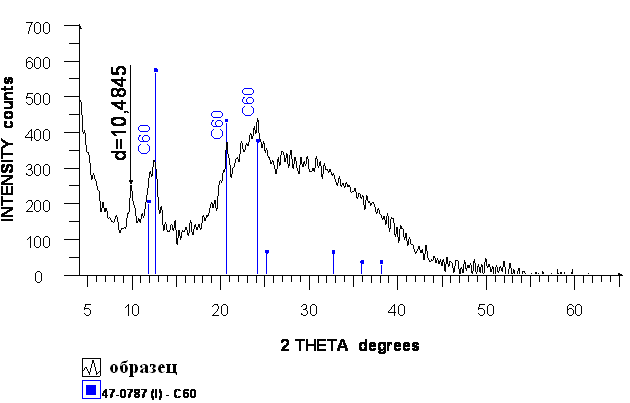 700
600
500
400
300
200
100
0
INTENSITY counts
d=10,4845
C60
C60
C60
5 10 20 30 40 50 60
2 THETA degrees
образец
47-0787 (I) - C60